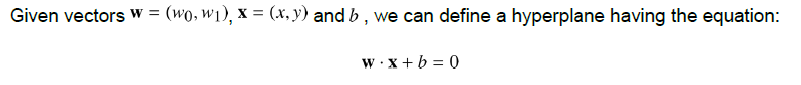 Given vectors w = (w₀, w₁), x = (x, y) and b , we can define a hyperplane having the equation:
w · x + b = 0